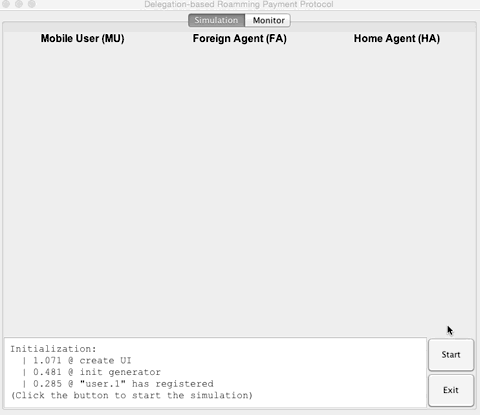 Delegation-based Roamming Payment Protocol
Simulation Monitor
Mobile User (MU) Foreign Agent (FA) Home Agent (HA)
Initialization:
| 1.071 @ create UI
| 0.481 @ init generator
| 0.285 @ "user.1" has registered
(Click the button to start the simulation)
Start
Exit